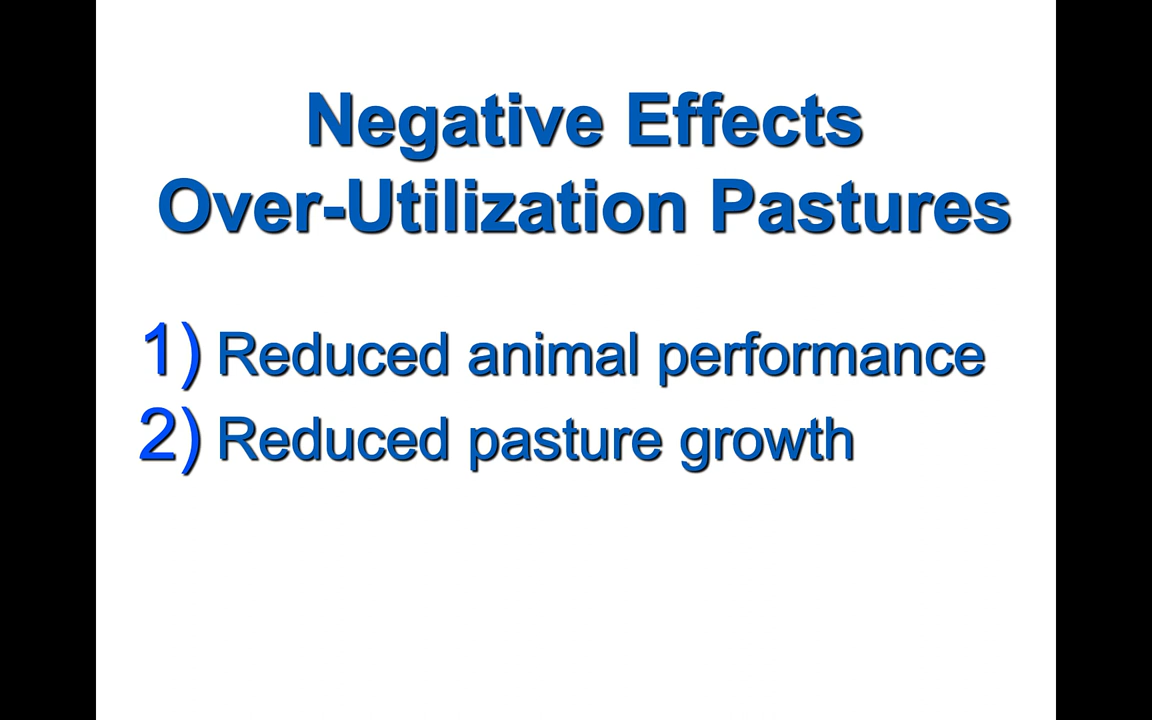 Negative Effects
Over-Utilization Pastures
1) Reduced animal performance
2) Reduced pasture growth